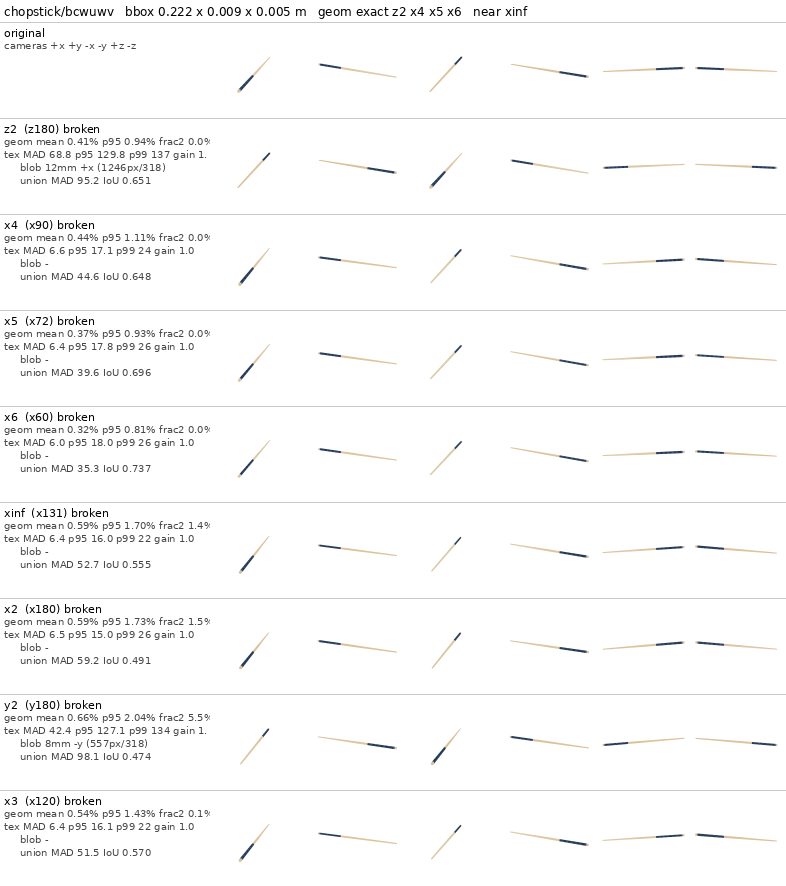 chopstick/bcwuwv bbox 0.222 x 0.009 x 0.005 m geom exact z2 x4 x5 x6 near xinf
original
cameras +x +y -x -y +z -z
z2 (z180) broken
geom mean 0.41% p95 0.94% frac2 0.0%
tex MAD 68.8 p95 129.8 p99 137 gain 1.
blob 12mm +x (1246px/318)
union MAD 95.2 IoU 0.651
x4 (x90) broken
geom mean 0.44% p95 1.11% frac2 0.0%
tex MAD 6.6 p95 17.1 p99 24 gain 1.0
blob -
union MAD 44.6 IoU 0.648
x5 (x72) broken
geom mean 0.37% p95 0.93% frac2 0.0%
tex MAD 6.4 p95 17.8 p99 26 gain 1.0
blob -
union MAD 39.6 IoU 0.696
x6 (x60) broken
geom mean 0.32% p95 0.81% frac2 0.0%
tex MAD 6.0 p95 18.0 p99 26 gain 1.0
blob -
union MAD 35.3 IoU 0.737
xinf (x131) broken
geom mean 0.59% p95 1.70% frac2 1.4%
tex MAD 6.4 p95 16.0 p99 22 gain 1.0
blob -
union MAD 52.7 IoU 0.555
x2 (x180) broken
geom mean 0.59% p95 1.73% frac2 1.5%
tex MAD 6.5 p95 15.0 p99 26 gain 1.0
blob -
union MAD 59.2 IoU 0.491
y2 (y180) broken
geom mean 0.66% p95 2.04% frac2 5.5%
tex MAD 42.4 p95 127.1 p99 134 gain 1.
blob 8mm -y (557px/318)
union MAD 98.1 IoU 0.474
x3 (x120) broken
geom mean 0.54% p95 1.43% frac2 0.1%
tex MAD 6.4 p95 16.1 p99 22 gain 1.0
blob -
union MAD 51.5 IoU 0.570